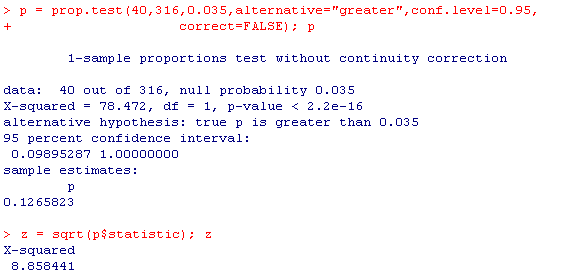 > p = prop.test(40,316,0.035,alternative="greater",conf.level=0.95,
+ correct=FALSE); p
1-sample proportions test without continuity correction
data: 40 out of 316, null probability 0.035
X-squared = 78.472, df = 1, p-value < 2.2e-16
alternative hypothesis: true p is greater than 0.035
95 percent confidence interval:
0.09895287 1.00000000
sample estimates:
p
0.1265823
> z = sqrt(p$statistic); z
X-squared
8.858441